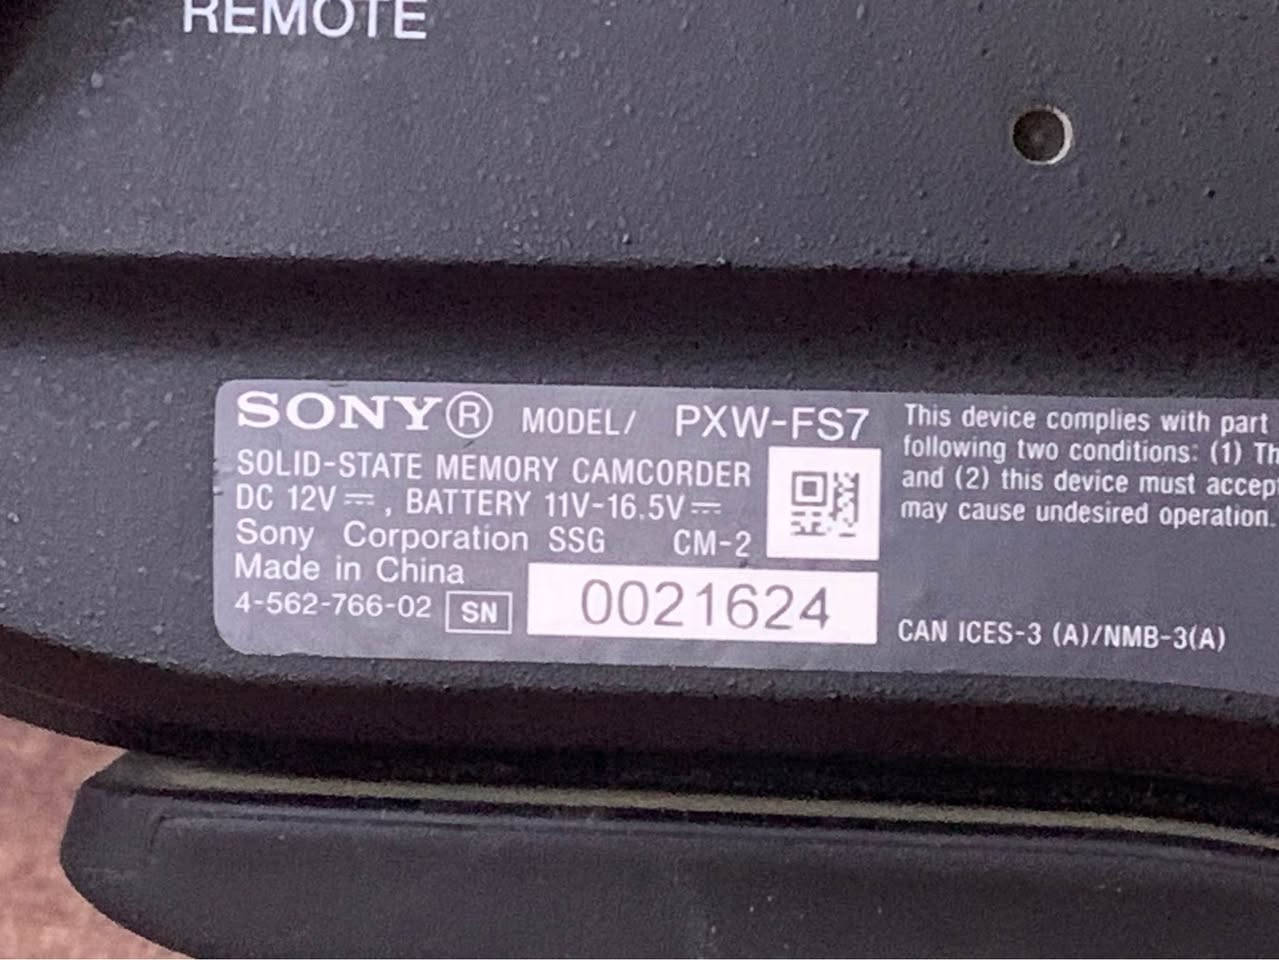 REMOTE
SONY® MODEL/ PXW-FS7
SOLID-STATE MEMORY CAMCORDER
DC 12V⎓, BATTERY 11V-16.5V⎓
Sony Corporation SSG CM-2
Made in China
4-562-766-02 SN 0021624
This device complies with part
following two conditions: (1) Th
and (2) this device must accept
may cause undesired operation.
CAN ICES-3 (A)/NMB-3(A)